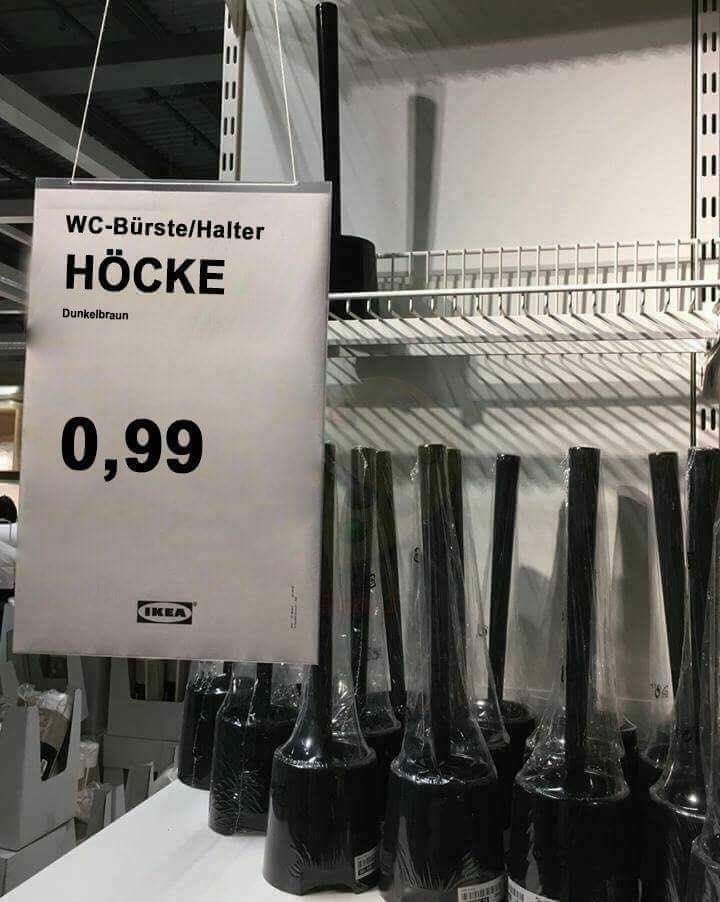 WC-Bürste/Halter
HÖCKE
Dunkelbraun
0,99
IKEA